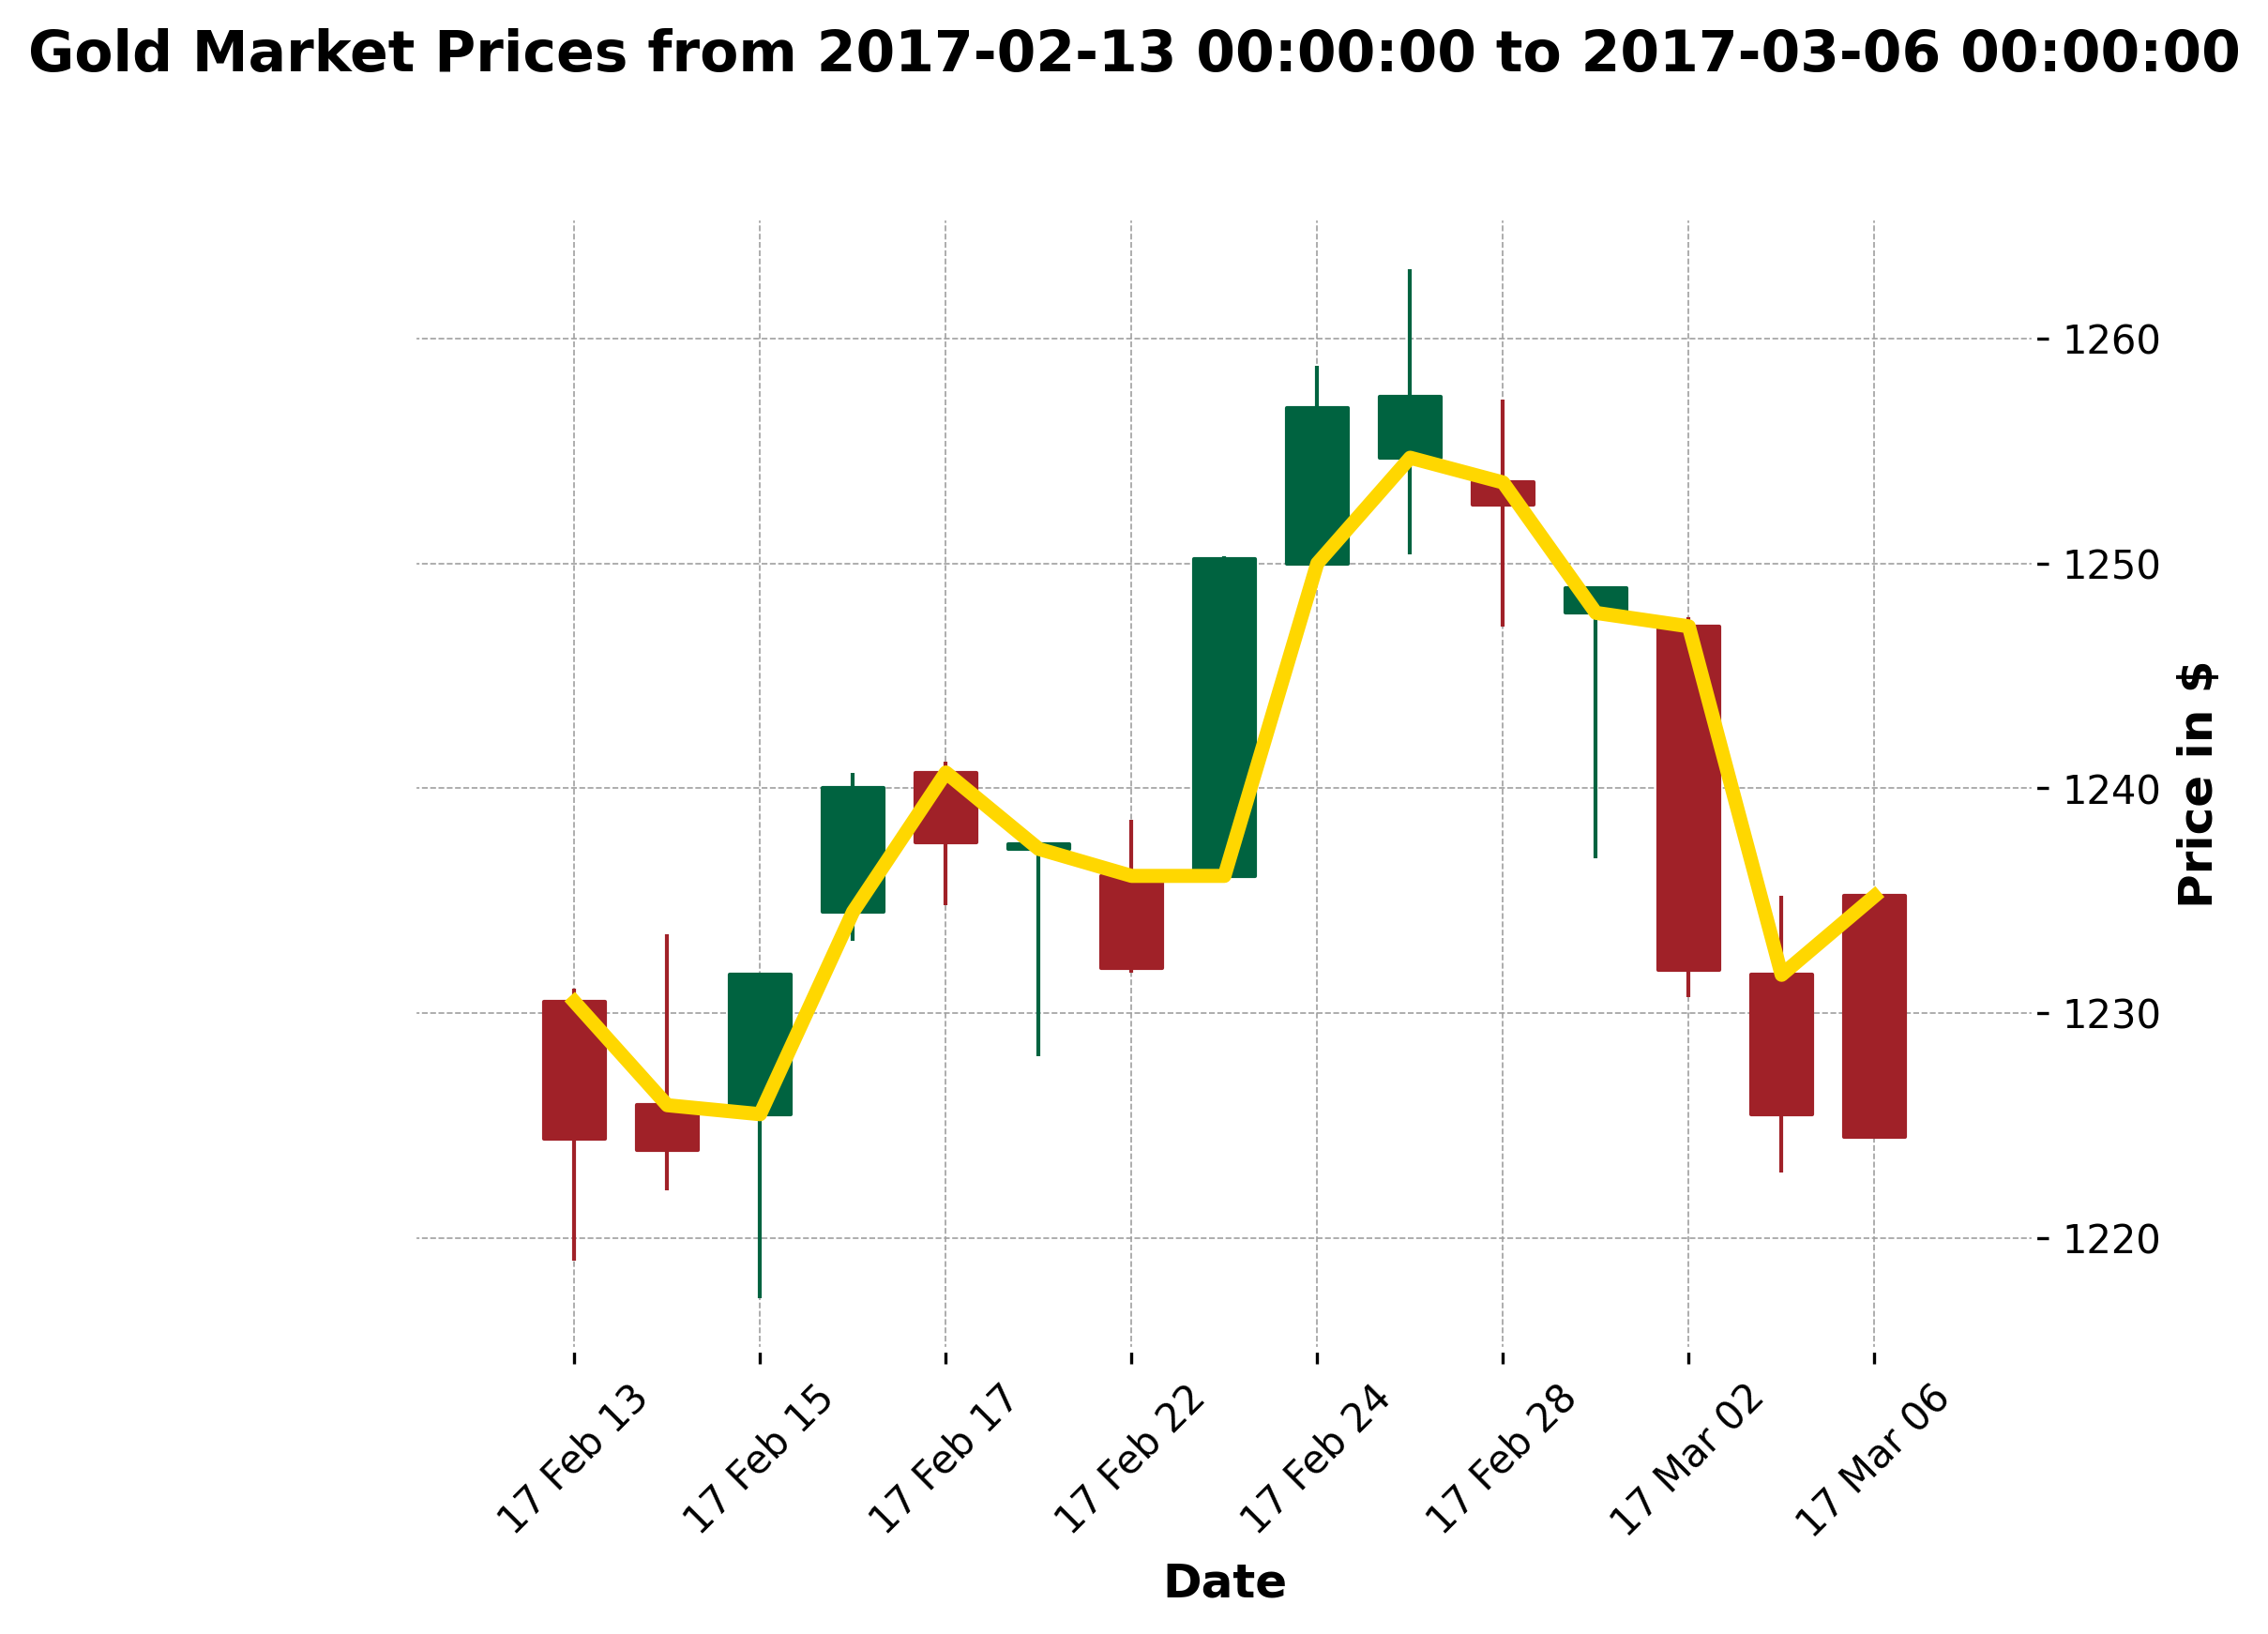 Gold Market Prices from 2017-02-13 00:00:00 to 2017-03-06 00:00:00
1260
1250
1240
1230
1220
Price in $
17 Feb 13
17 Feb 15
17 Feb 17
17 Feb 22
17 Feb 24
17 Feb 28
17 Mar 02
17 Mar 06
Date